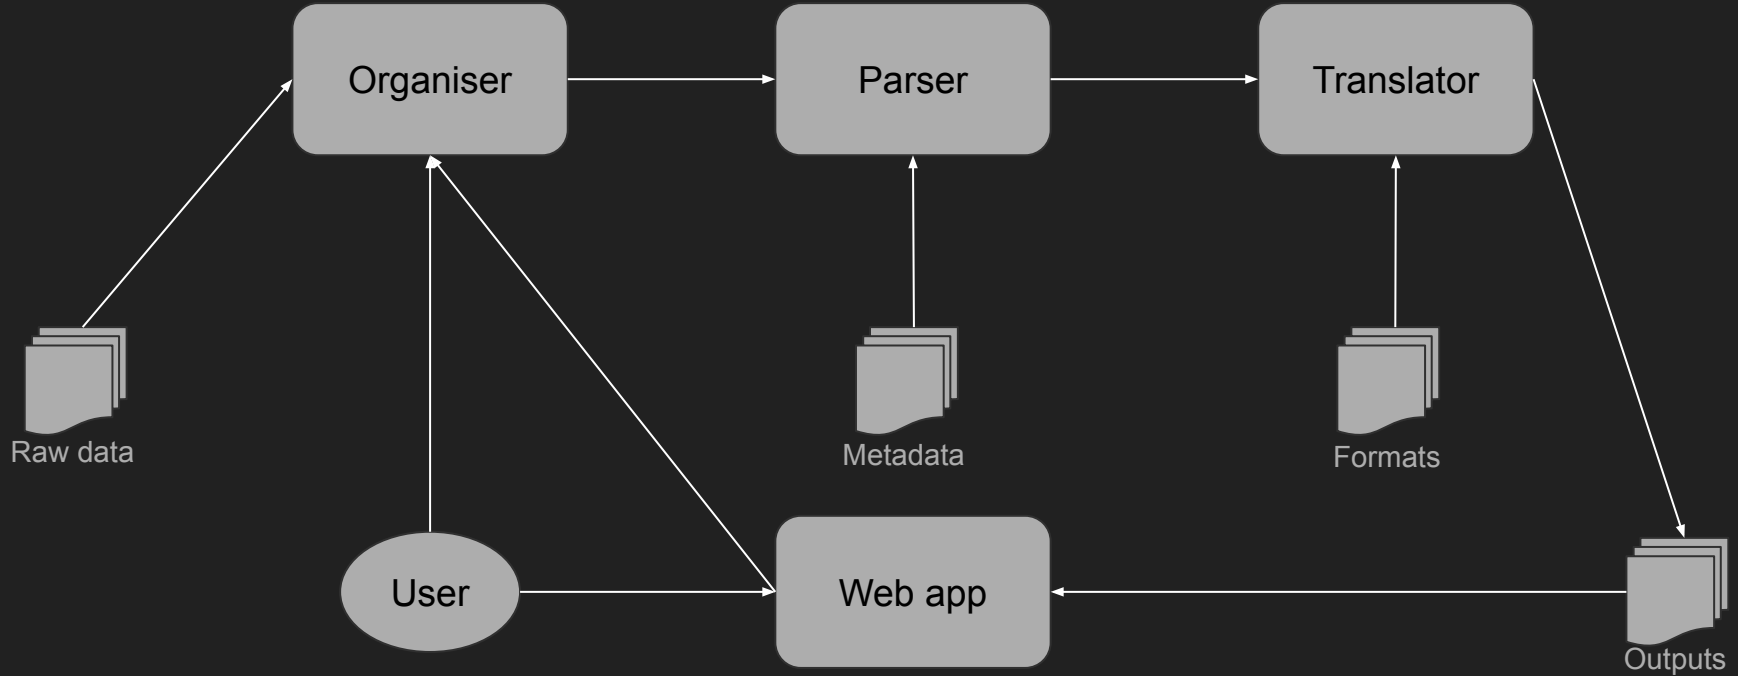 Organiser
Parser
Translator
Raw data
Metadata
Formats
User
Web app
Outputs